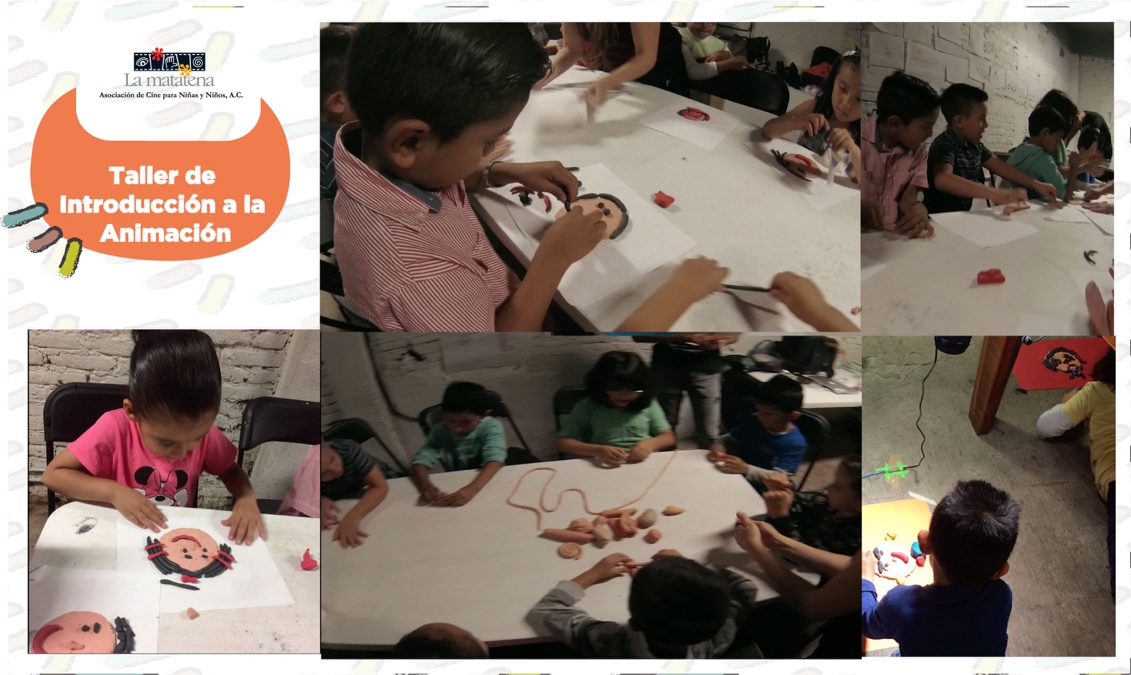 La matatena
Asociación de Cine para Niñas y Niños, A.C.
Taller de
Introducción a la
Animación